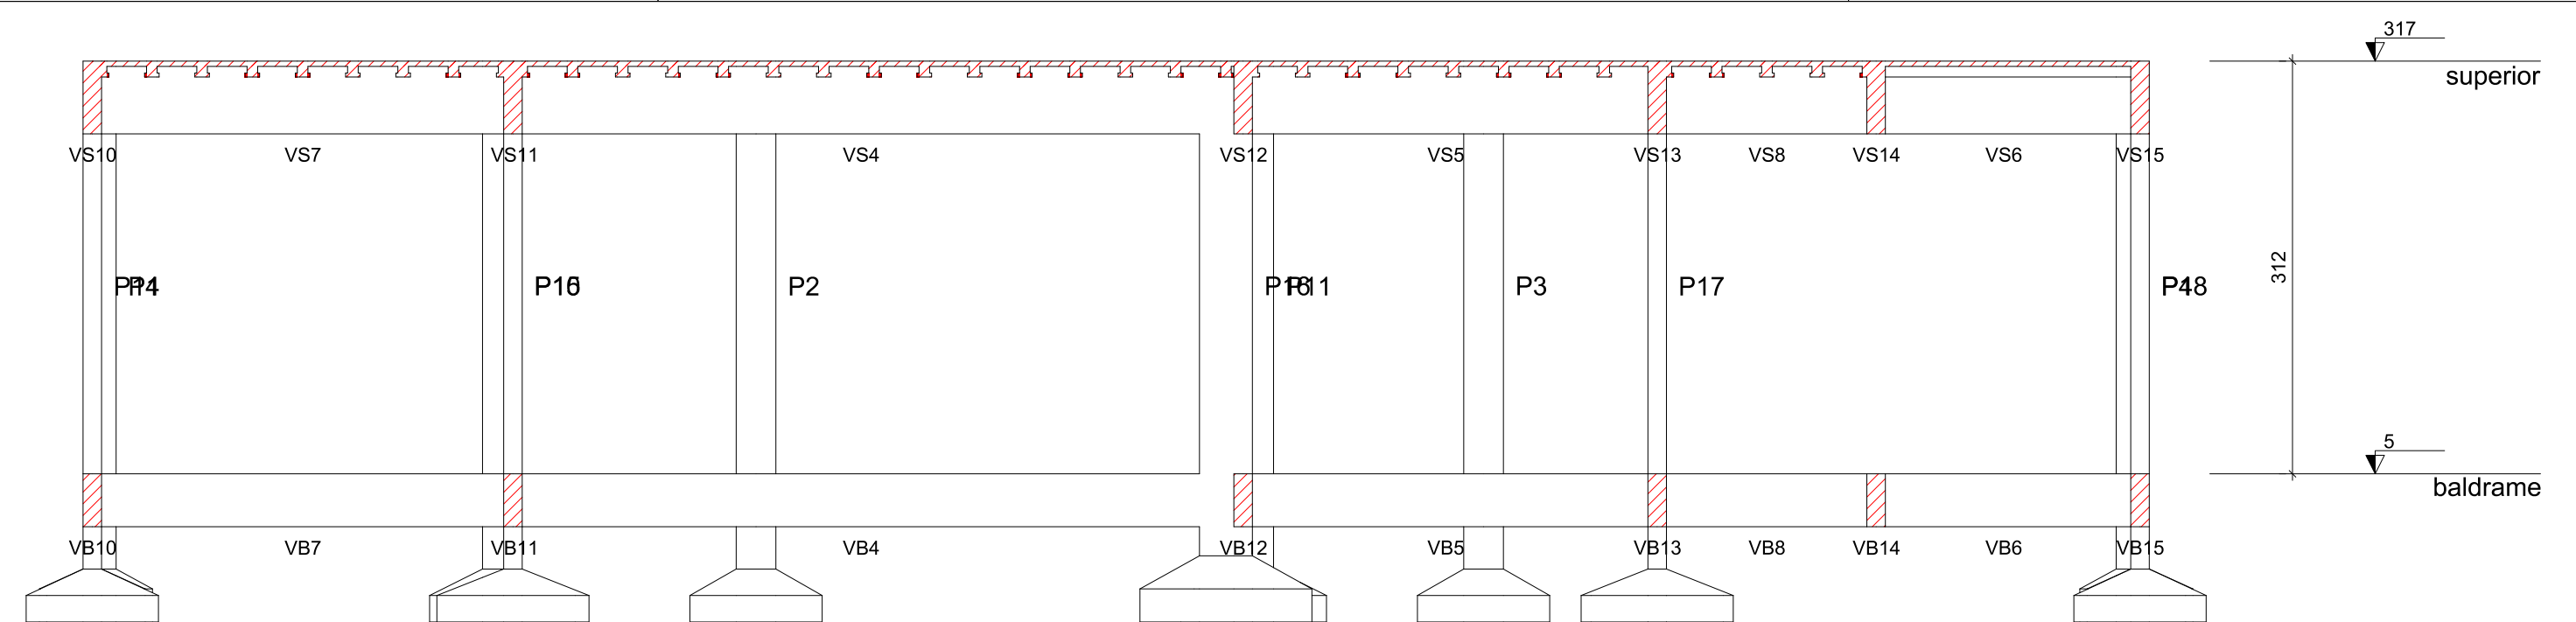 317
superior
VS10 VS7 VS11 VS4 VS12 VS5 VS13 VS8 VS14 VS6 VS15
312
P2 P3 P17
5
baldrame
VB10 VB7 VB11 VB4 VB12 VB5 VB13 VB8 VB14 VB6 VB15